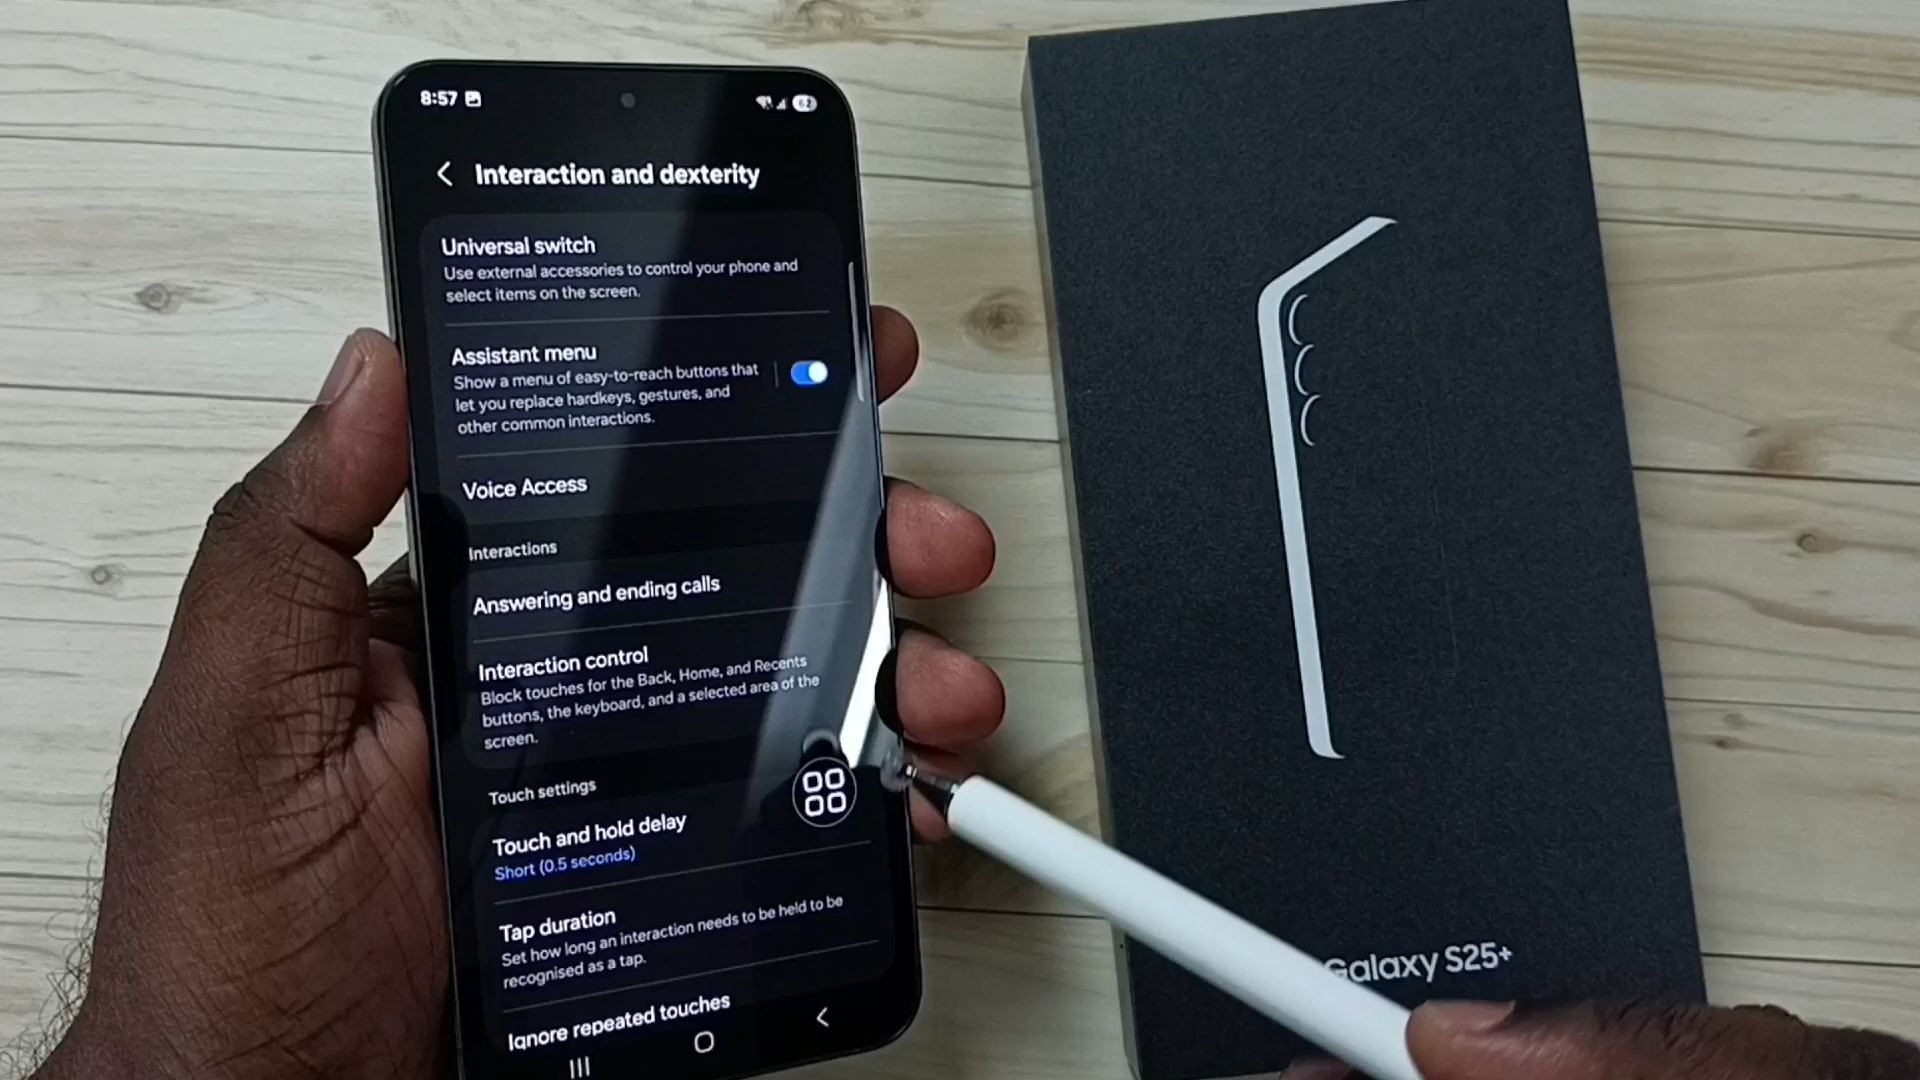 8:57
62
Interaction and dexterity
Universal switch
Use external accessories to control your phone and
select items on the screen.
Assistant menu
Show a menu of easy-to-reach buttons that
let you replace hardkeys, gestures, and
other common interactions.
Voice Access
Interactions
Answering and ending calls
Interaction control
Block touches for the Back, Home, and Recents
buttons, the keyboard, and a selected area of the
screen.
Touch settings
Touch and hold delay
Short (0.5 seconds)
Tap duration
Set how long an interaction needs to be held to be
recognised as a tap.
Ignore repeated touches
Galaxy S25+